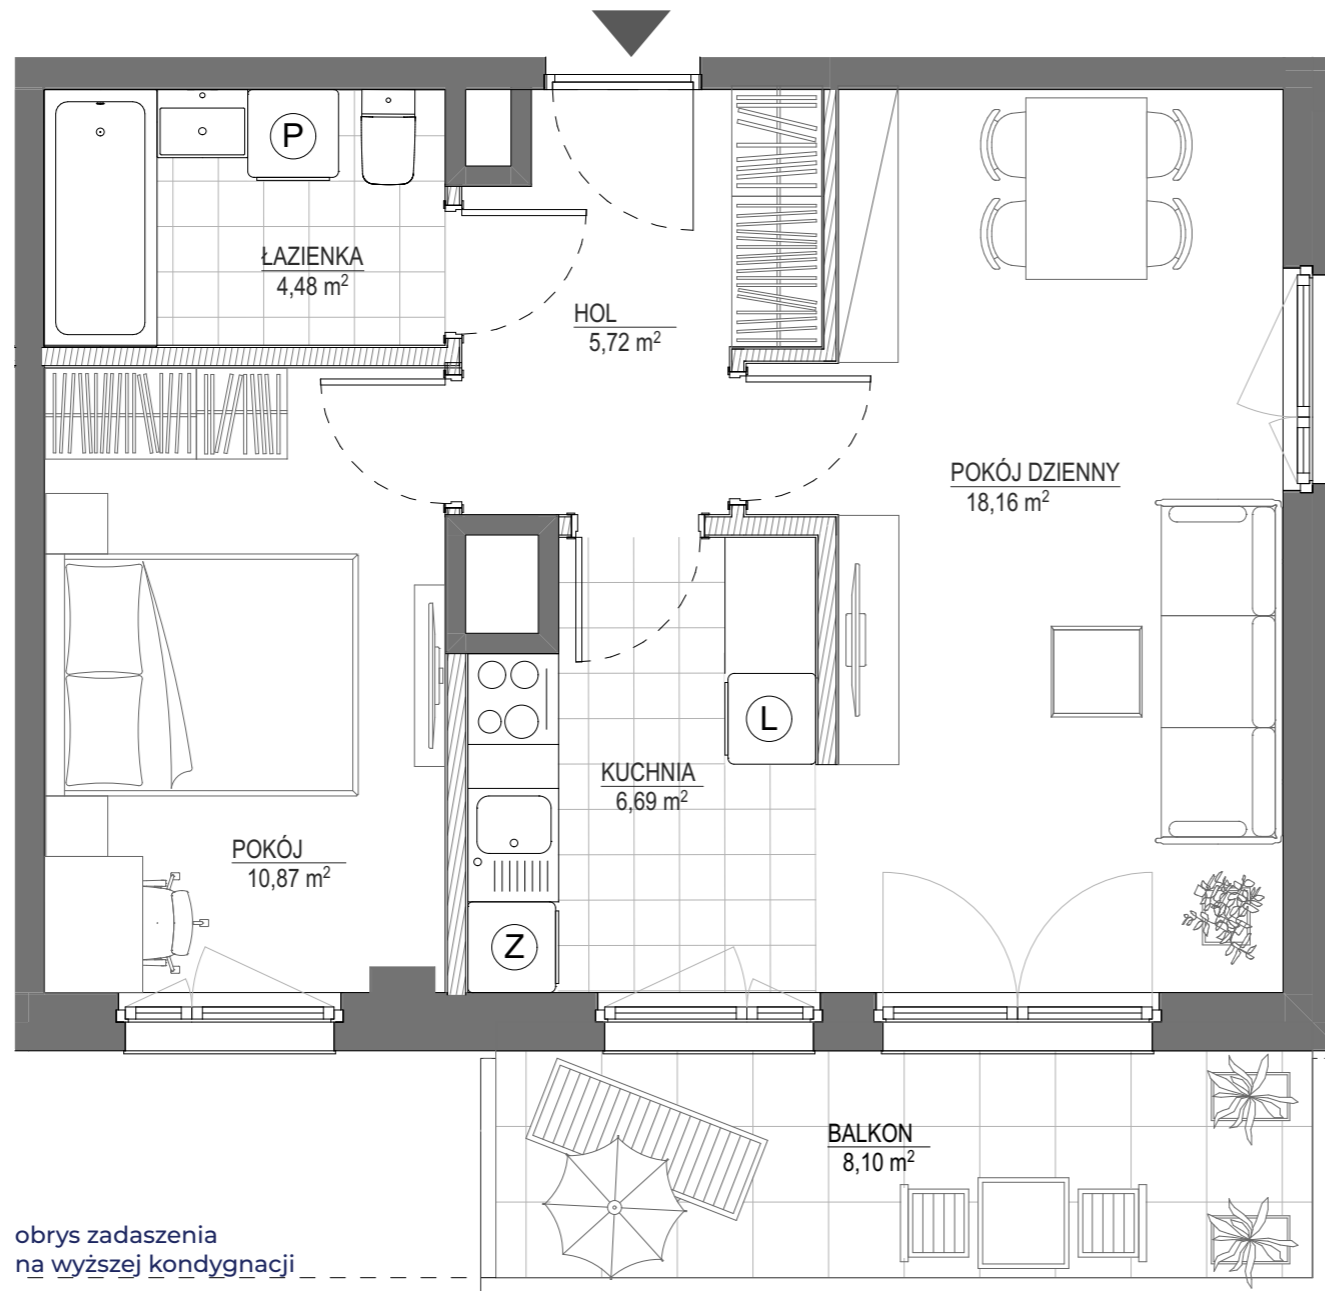 P
ŁAZIENKA
4,48 m²
HOL
5,72 m²
POKÓJ DZIENNY
18,16 m²
L
KUCHNIA
6,69 m²
POKÓJ
10,87 m²
Z
BALKON
8,10 m²
obrys zadaszenia
na wyższej kondygnacji